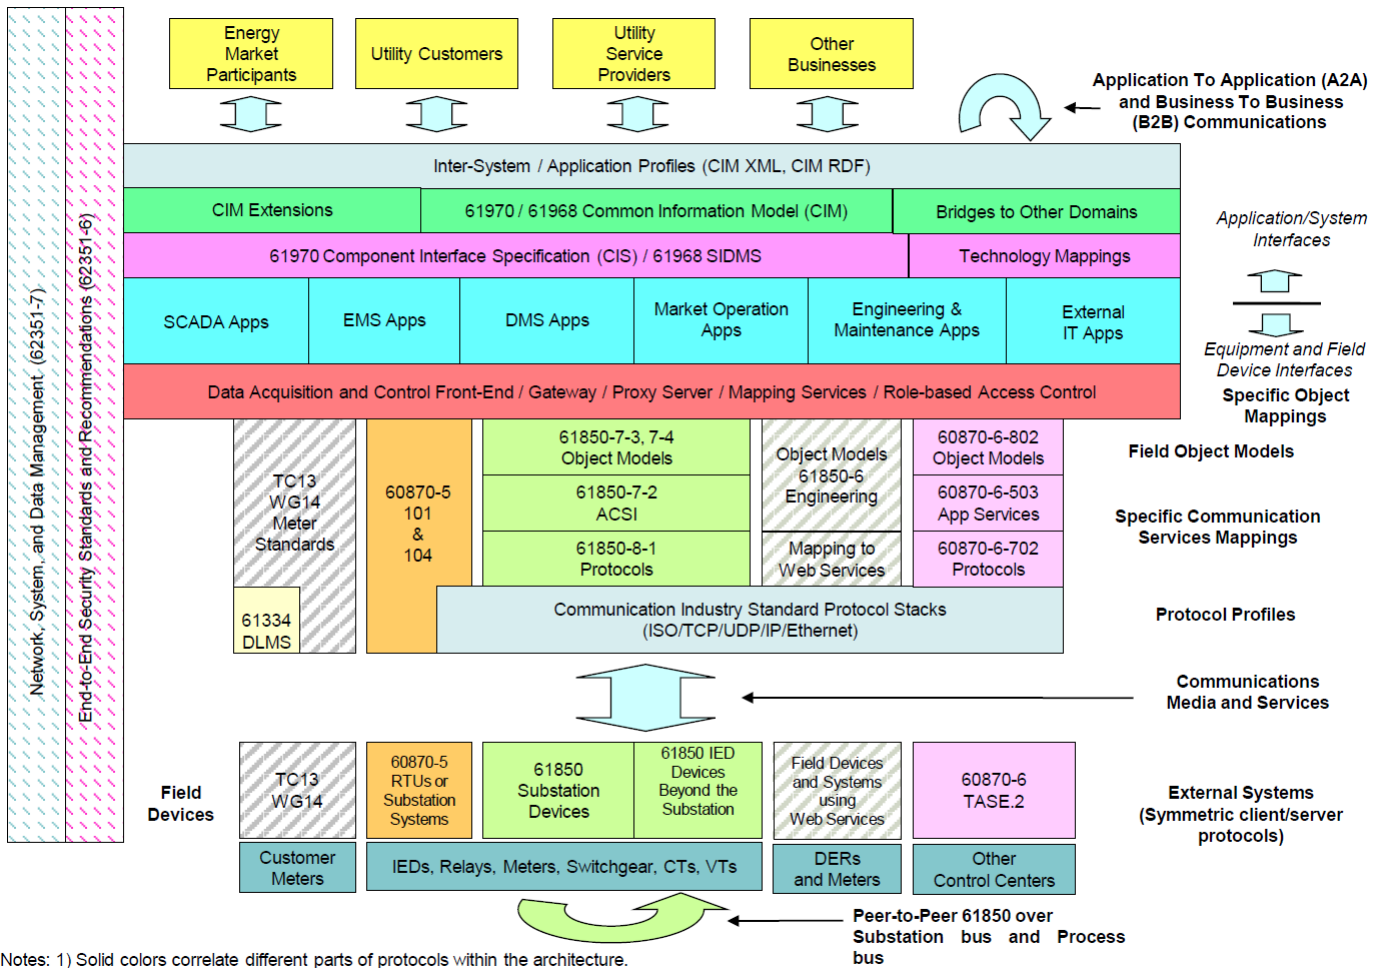 Energy
Market
Participants
Utility Customers
Utility
Service
Providers
Other
Businesses
Application To Application (A2A)
and Business To Business
(B2B) Communications
Inter-System / Application Profiles (CIM XML, CIM RDF)
CIM Extensions
61970 / 61968 Common Information Model (CIM)
Bridges to Other Domains
61970 Component Interface Specification (CIS) / 61968 SIDMS
Technology Mappings
Application/System
Interfaces
SCADA Apps
EMS Apps
DMS Apps
Market Operation
Apps
Engineering &
Maintenance Apps
External
IT Apps
Equipment and Field
Device Interfaces
Data Acquisition and Control Front-End / Gateway / Proxy Server / Mapping Services / Role-based Access Control
Specific Object
Mappings
Network, System, and Data Management (62351-7)
End-to-End Security Standards and Recommendations (62351-6)
TC13
WG14
Meter
Standards
61334
DLMS
60870-5
101
&
104
61850-7-3, 7-4
Object Models
61850-7-2
ACSI
61850-8-1
Protocols
Object Models
61850-6
Engineering
Mapping to
Web Services
60870-6-802
Object Models
60870-6-503
App Services
60870-6-702
Protocols
Field Object Models
Specific Communication
Services Mappings
Communication Industry Standard Protocol Stacks
(ISO/TCP/UDP/IP/Ethernet)
Protocol Profiles
Communications
Media and Services
Field
Devices
TC13
WG14
60870-5
RTUs or
Substation
Systems
61850
Substation
Devices
61850 IED
Devices
Beyond the
Substation
Field Devices
and Systems
using
Web Services
60870-6
TASE.2
External Systems
(Symmetric client/server
protocols)
Customer
Meters
IEDs, Relays, Meters, Switchgear, CTs, VTs
DERs
and Meters
Other
Control Centers
Peer-to-Peer 61850 over
Substation bus and Process
bus
Notes: 1) Solid colors correlate different parts of protocols within the architecture.